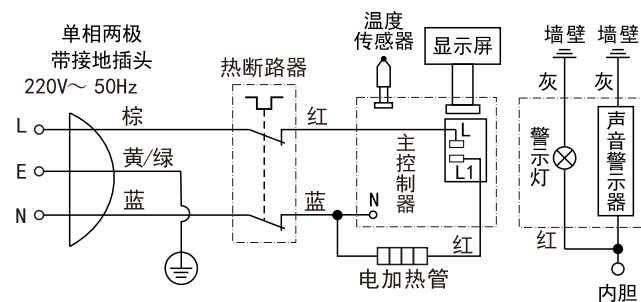 单相两极
带接地插头
220V～ 50Hz
热断路器
温度
传感器
显示屏
墙壁
墙壁
灰
灰
L
棕
红
L
主控制器
警示灯
声音警示器
E
黄/绿
L1
N
蓝
蓝
N
红
红
电加热管
内胆